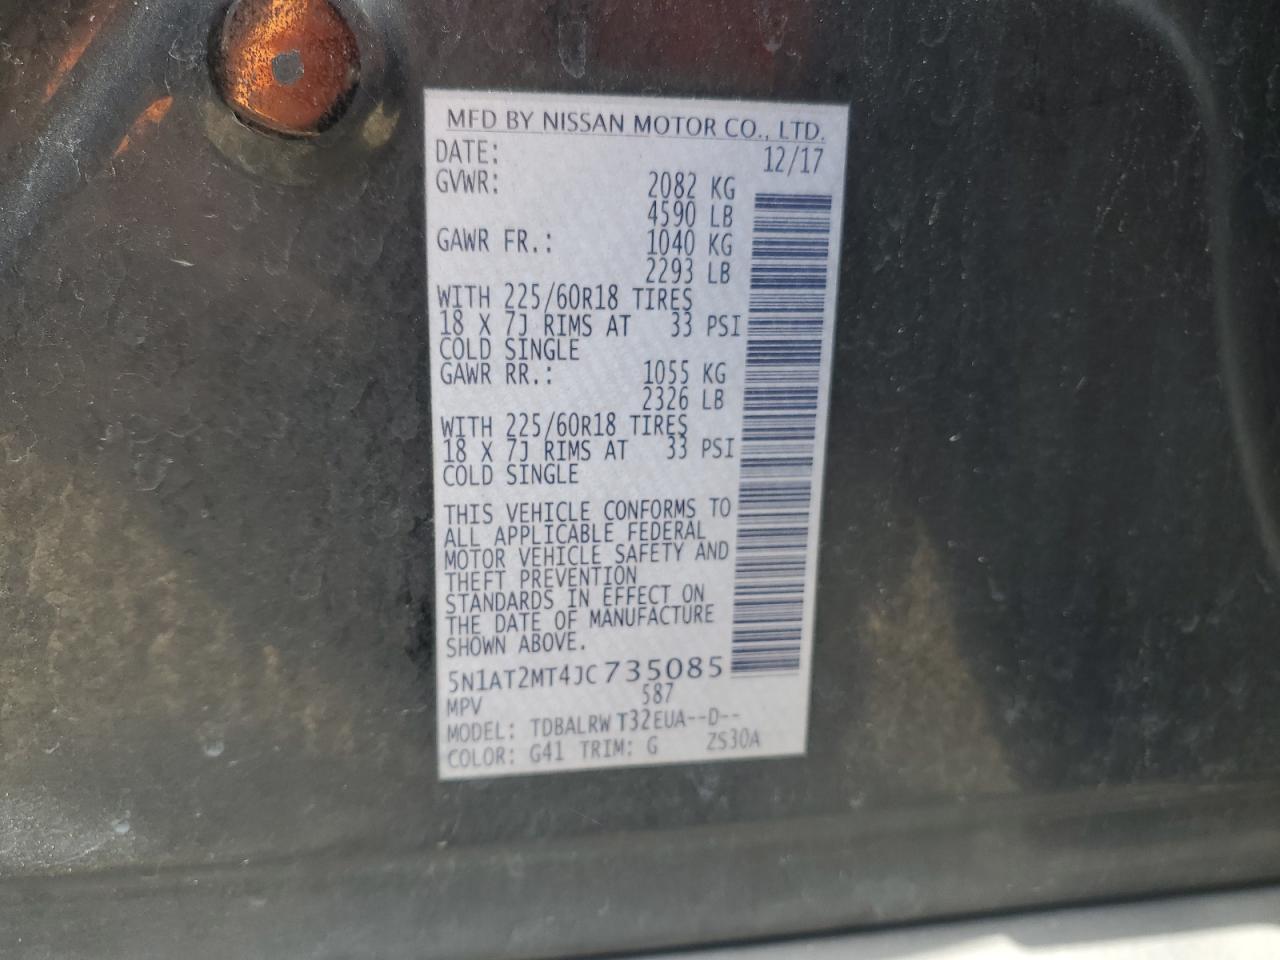 MFD BY NISSAN MOTOR CO., LTD.
DATE: 12/17
GVWR: 2082 KG
4590 LB
GAWR FR.: 1040 KG
2293 LB
WITH 225/60R18 TIRES
18 X 7J RIMS AT 33 PSI
COLD SINGLE
GAWR RR.: 1055 KG
2326 LB
WITH 225/60R18 TIRES
18 X 7J RIMS AT 33 PSI
COLD SINGLE
THIS VEHICLE CONFORMS TO
ALL APPLICABLE FEDERAL
MOTOR VEHICLE SAFETY AND
THEFT PREVENTION
STANDARDS IN EFFECT ON
THE DATE OF MANUFACTURE
SHOWN ABOVE.
5N1AT2MT4JC735085
MPV 587
MODEL: TDBALRW T32EUA--D--
COLOR: G41 TRIM: G ZS30A